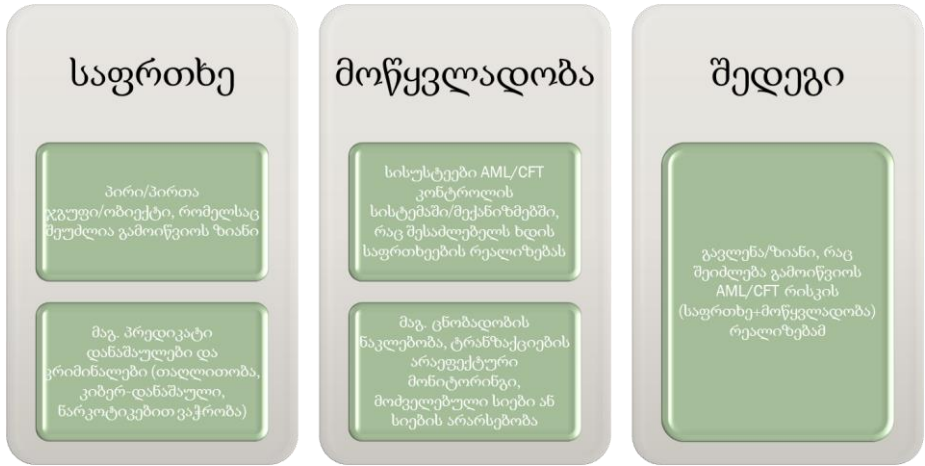 საფრთხე
პირი/პირთა
ჯგუფი/ობიექტი, რომელსაც
შეუძლია გამოიწვიოს ზიანი
მაგ. პრედიკატი
დანაშაულები და
კრიმინალები (თაღლითობა,
კიბერ-დანაშაული,
ნარკოტიკებით ვაჭრობა)
მოწყვლადობა
სისუსტეები AML/CFT
კონტროლის
სისტემაში/მექანიზმებში,
რაც შესაძლებელს ხდის
საფრთხეების რეალიზებას
მაგ. ცნობადობის
ნაკლებობა, ტრანზაქციების
არაეფექტური
მონიტორინგი,
მოძველებული სიები ან
სიების არარსებობა
შედეგი
გავლენა/ზიანი, რაც
შეიძლება გამოიწვიოს
AML/CFT რისკის
(საფრთხე+მოწყვლადობა)
რეალიზებამ